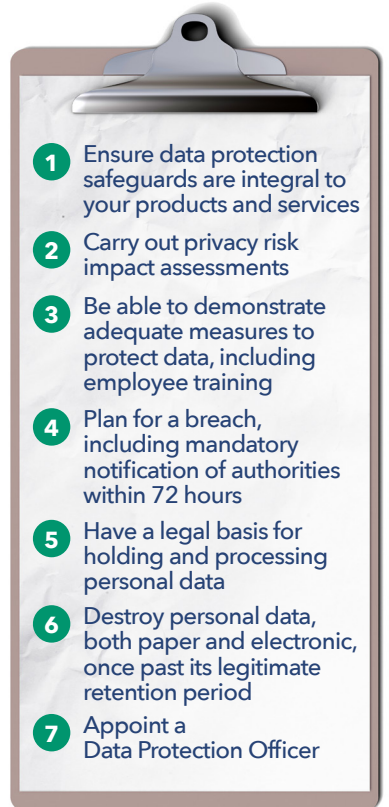 1 Ensure data protection
safeguards are integral to
your products and services
2 Carry out privacy risk
impact assessments
3 Be able to demonstrate
adequate measures to
protect data, including
employee training
4 Plan for a breach,
including mandatory
notification of authorities
within 72 hours
5 Have a legal basis for
holding and processing
personal data
6 Destroy personal data,
both paper and electronic,
once past its legitimate
retention period
7 Appoint a
Data Protection Officer